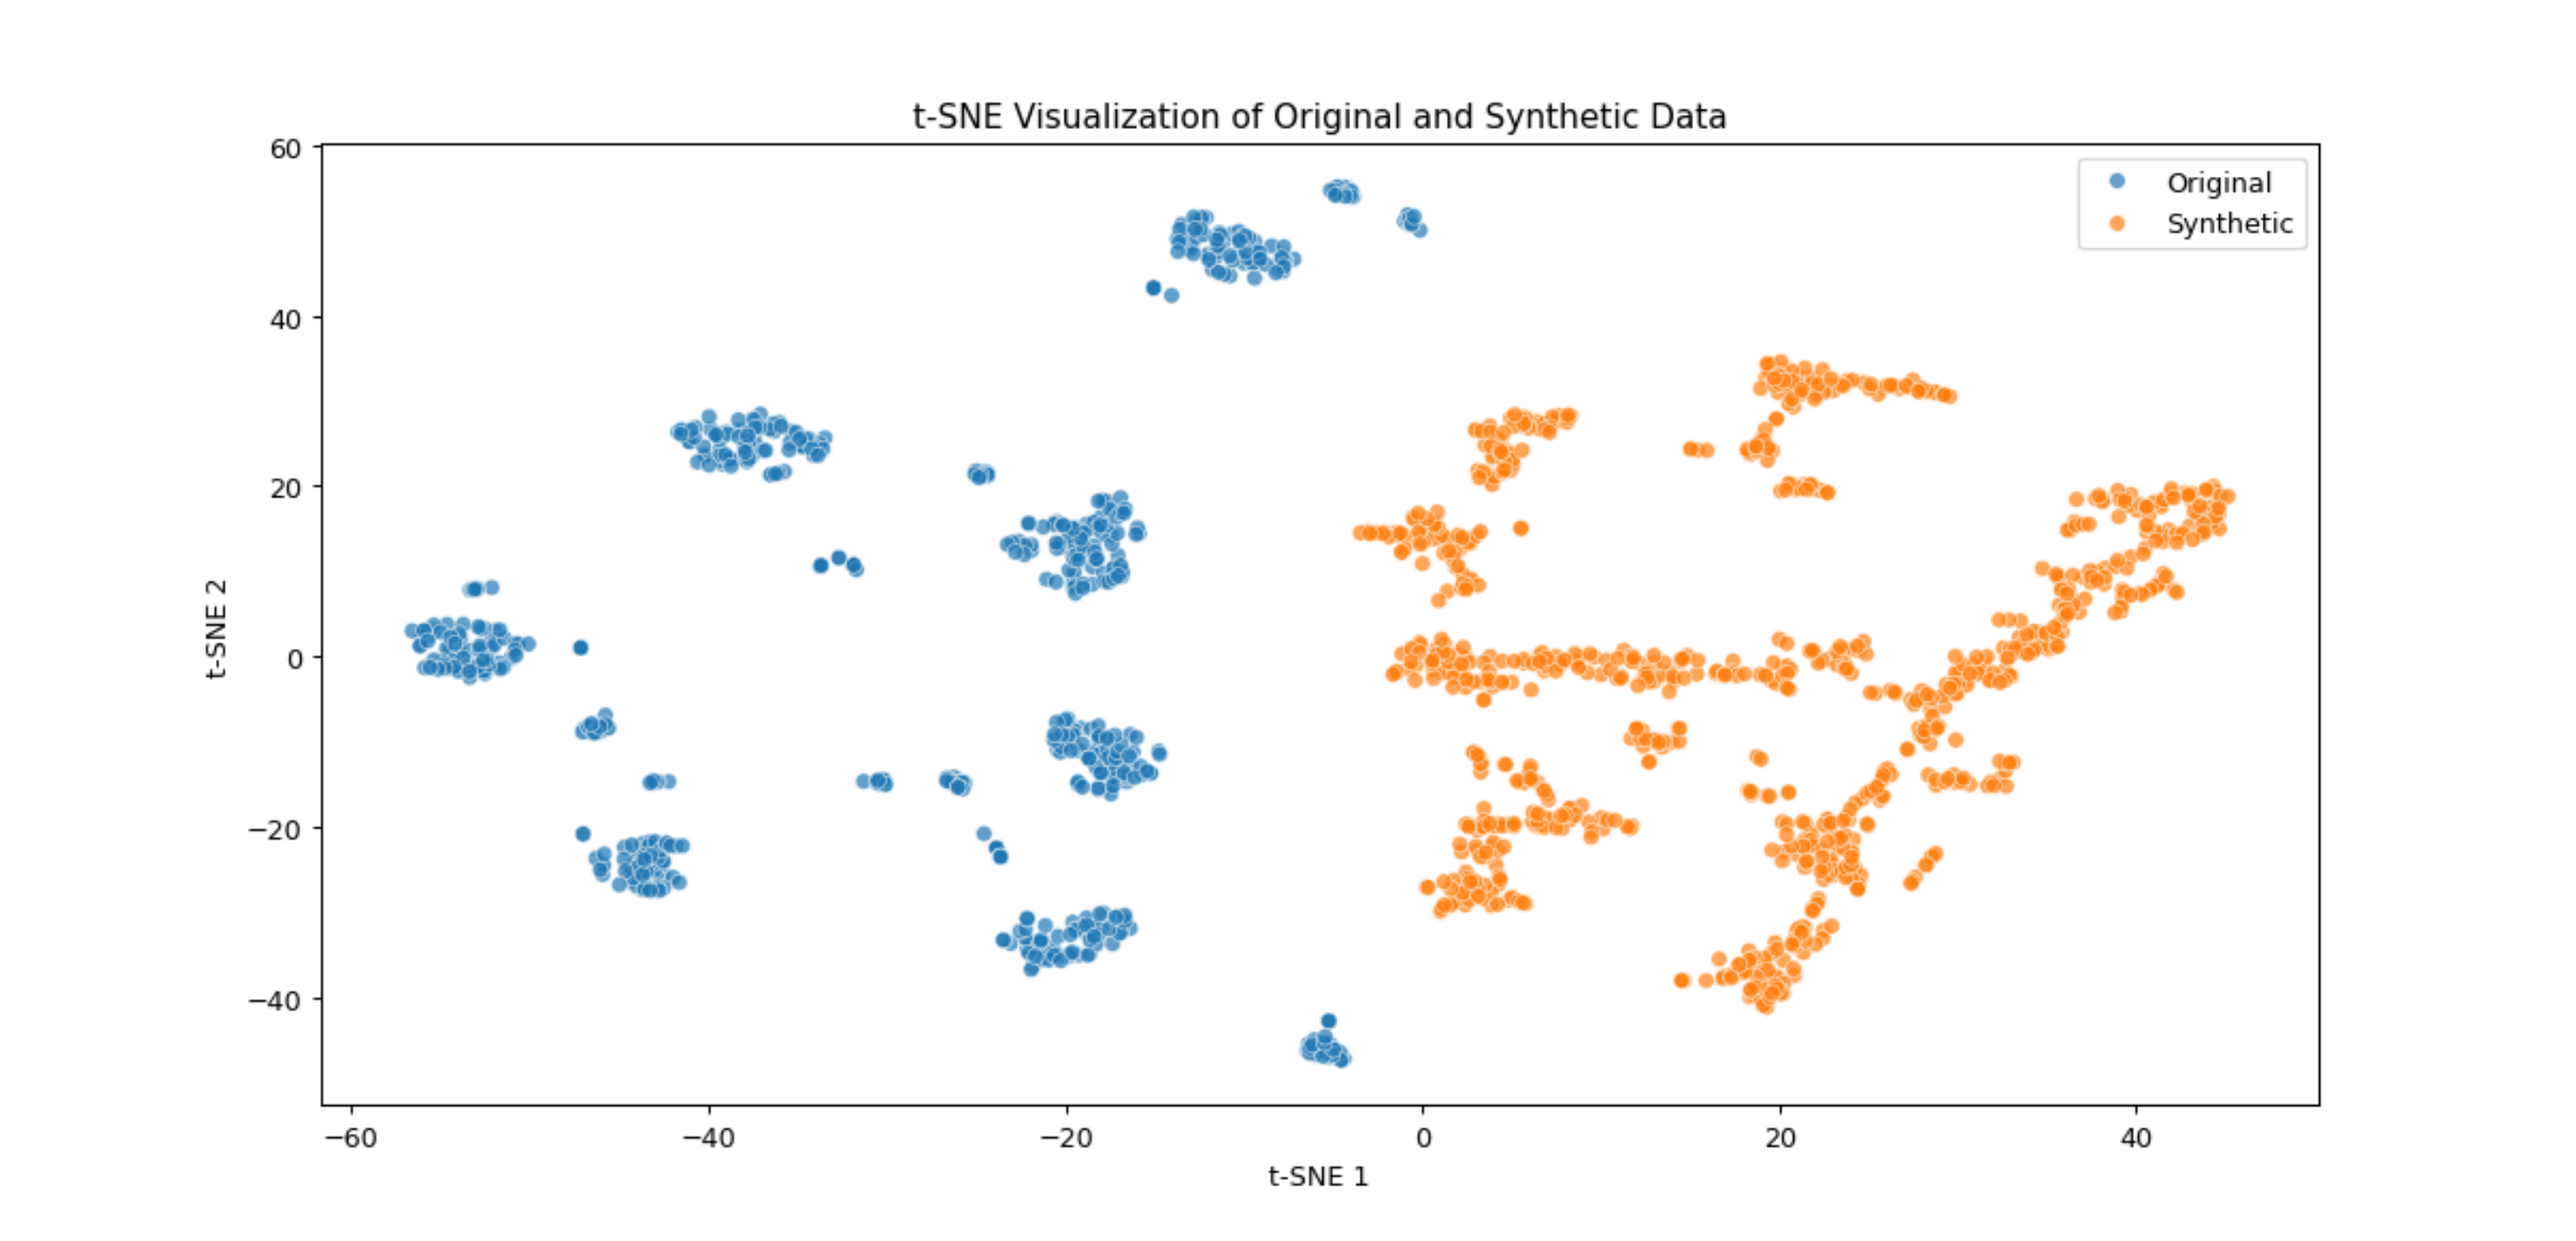 t-SNE Visualization of Original and Synthetic Data
Original
Synthetic
t-SNE 2
60
40
20
0
−20
−40
−60
−40
−20
0
20
40
t-SNE 1